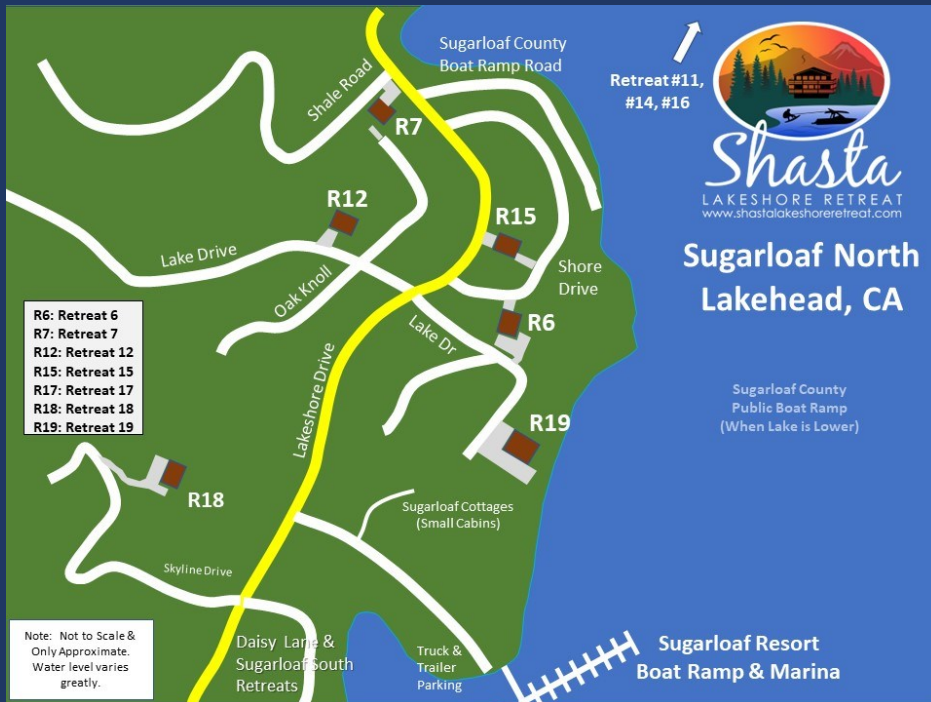 Sugarloaf County
Boat Ramp Road
Retreat #11,
#14, #16
Shasta
LAKESHORE RETREAT
www.shastalakeshoreretreat.com
Sugarloaf North
Lakehead, CA
Shale Road
R7
R12
R15
Lake Drive
Oak Knoll
Shore
Drive
R6
Lake Dr
Lakeshore Drive
R6: Retreat 6
R7: Retreat 7
R12: Retreat 12
R15: Retreat 15
R17: Retreat 17
R18: Retreat 18
R19: Retreat 19
Sugarloaf County
Public Boat Ramp
(When Lake is Lower)
R19
R18
Sugarloaf Cottages
(Small Cabins)
Skyline Drive
Note: Not to Scale &
Only Approximate.
Water level varies
greatly.
Daisy Lane &
Sugarloaf South
Retreats
Truck &
Trailer
Parking
Sugarloaf Resort
Boat Ramp & Marina